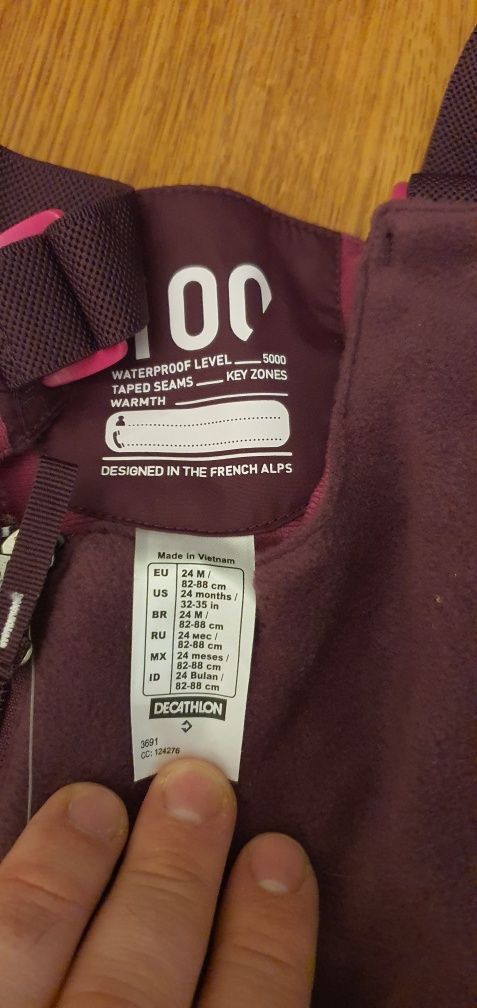 100
WATERPROOF LEVEL 5000
TAPED SEAMS KEY ZONES
WARMTH
DESIGNED IN THE FRENCH ALPS
Made in Vietnam
EU 24 M /
82-88 cm
US 24 months /
32-35 in
BR 24 M /
82-88 cm
RU 24 мес /
82-88 cm
MX 24 meses /
82-88 cm
ID 24 Bulan /
82-88 cm
DECATHLON
3691
CC: 124276